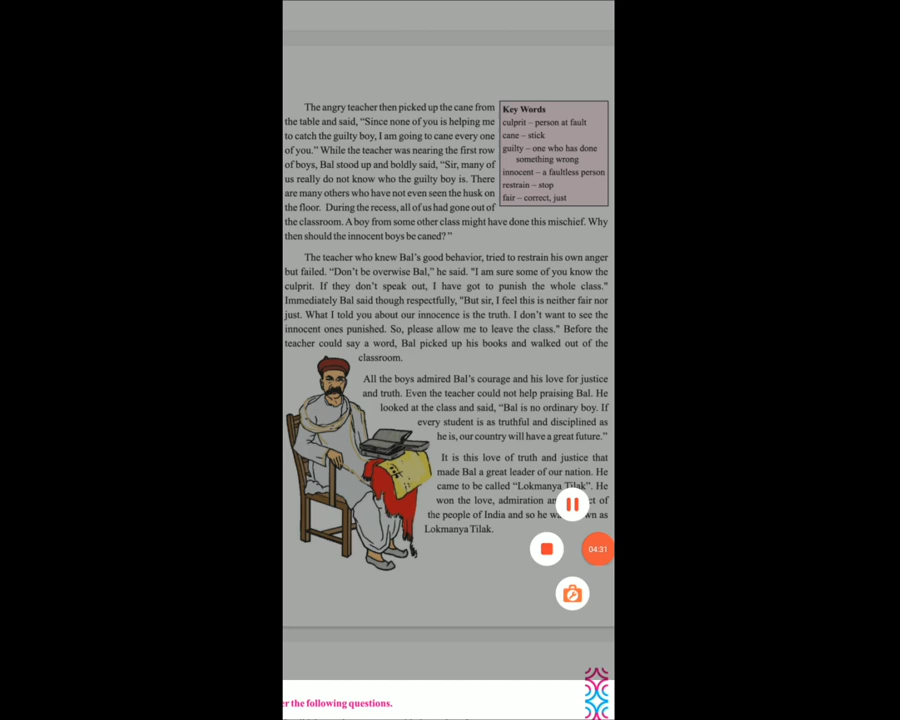 The angry teacher then picked up the cane from
the table and said, “Since none of you is helping me
to catch the guilty boy, I am going to cane every one
of you.” While the teacher was nearing the first row
of boys, Bal stood up and boldly said, “Sir, many of
us really do not know who the guilty boy is. There
are many others who have not even seen the husk on
the floor. During the recess, all of us had gone out of
the classroom. A boy from some other class might have done this mischief. Why
then should the innocent boys be caned? ”
Key Words
culprit – person at fault
cane – stick
guilty – one who has done
something wrong
innocent – a faultless person
restrain – stop
fair – correct, just
The teacher who knew Bal’s good behavior, tried to restrain his own anger
but failed. “Don’t be overwise Bal,” he said. "I am sure some of you know the
culprit. If they don’t speak out, I have got to punish the whole class."
Immediately Bal said though respectfully, "But sir, I feel this is neither fair nor
just. What I told you about our innocence is the truth. I don’t want to see the
innocent ones punished. So, please allow me to leave the class." Before the
teacher could say a word, Bal picked up his books and walked out of the
classroom.
All the boys admired Bal’s courage and his love for justice
and truth. Even the teacher could not help praising Bal. He
looked at the class and said, “Bal is no ordinary boy. If
every student is as truthful and disciplined as
he is, our country will have a great future.”
It is this love of truth and justice that
made Bal a great leader of our nation. He
came to be called “Lokmanya Tilak”. He
won the love, admiration of
the people of India and so he as
Lokmanya Tilak.
04:31
the following questions.